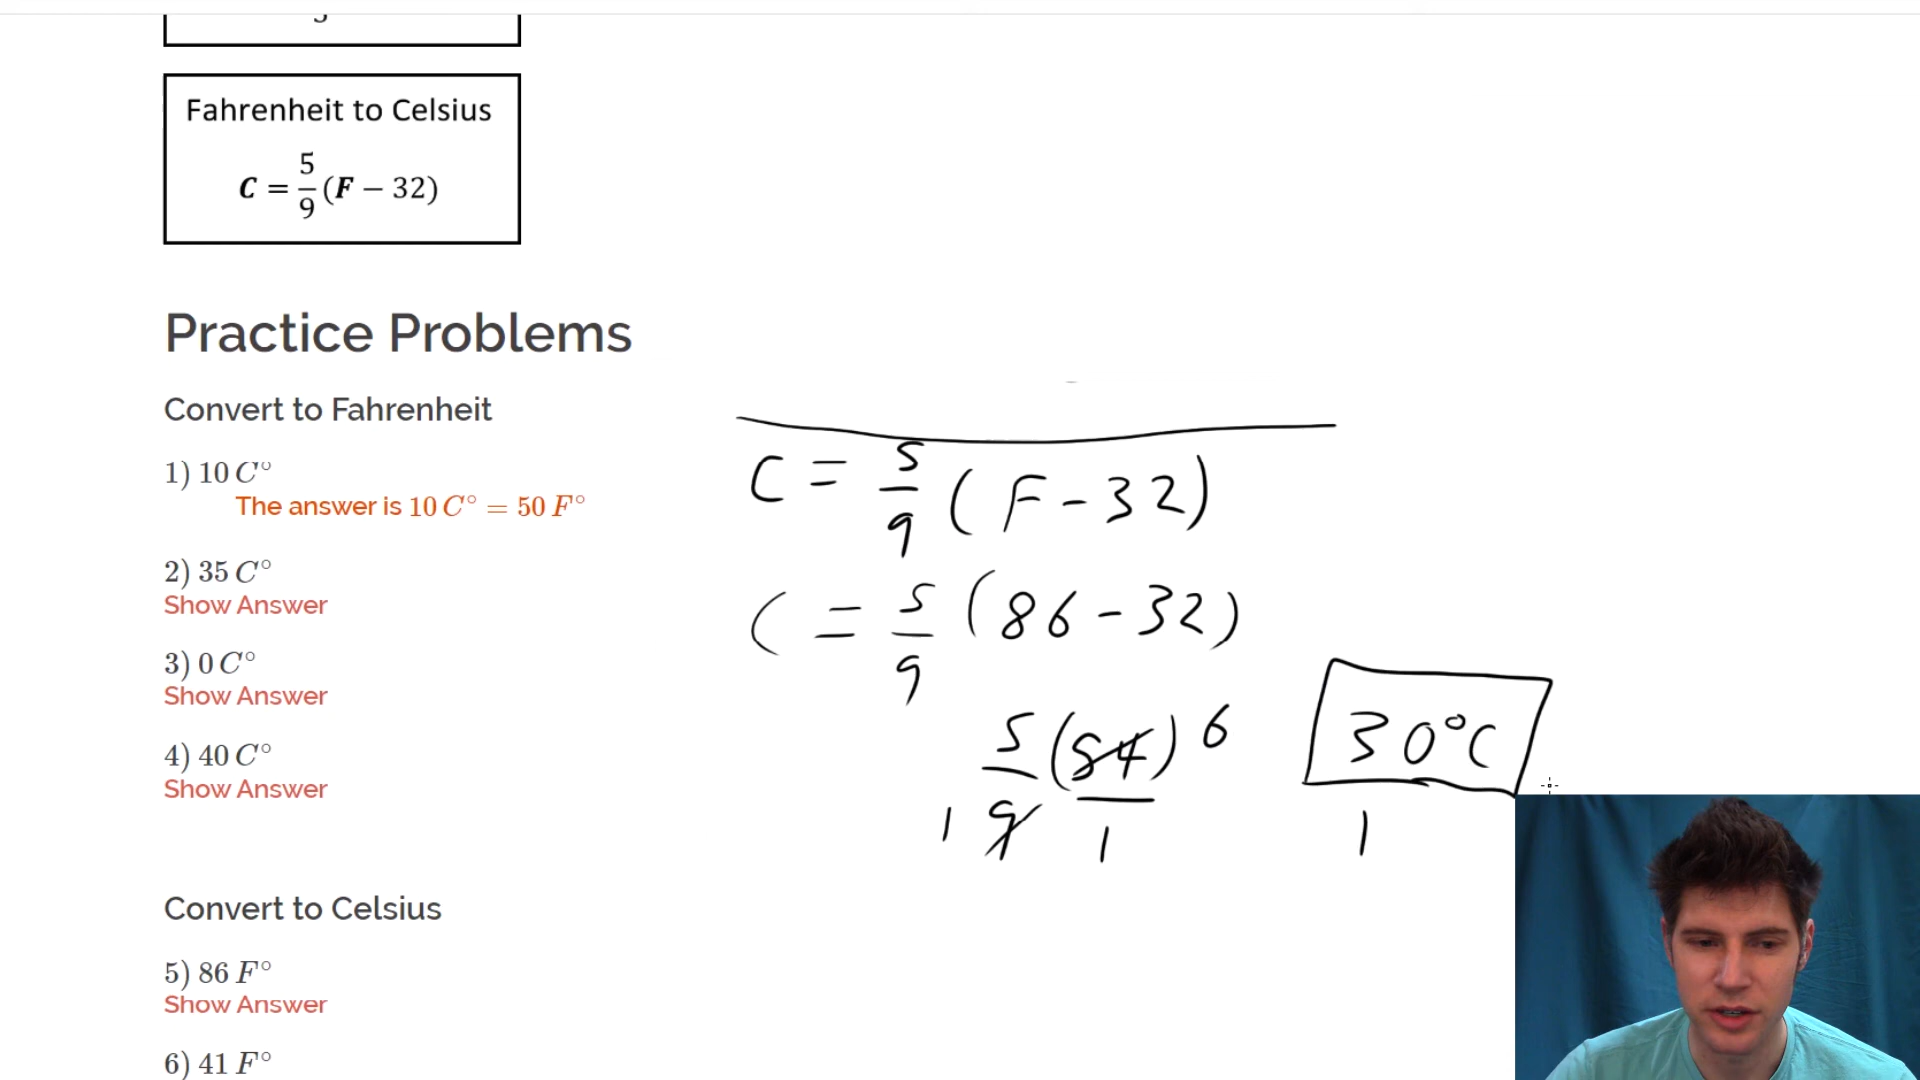 Fahrenheit to Celsius
C = 5/9 (F − 32)
Practice Problems
Convert to Fahrenheit
1) 10 C°
The answer is 10 C° = 50 F°
2) 35 C°
Show Answer
3) 0 C°
Show Answer
4) 40 C°
Show Answer
Convert to Celsius
5) 86 F°
Show Answer
6) 41 F°
C = 5/9 (F - 32)
C = 5/9 (86 - 32)
5/9 (54)/1 6
1
30°C
1